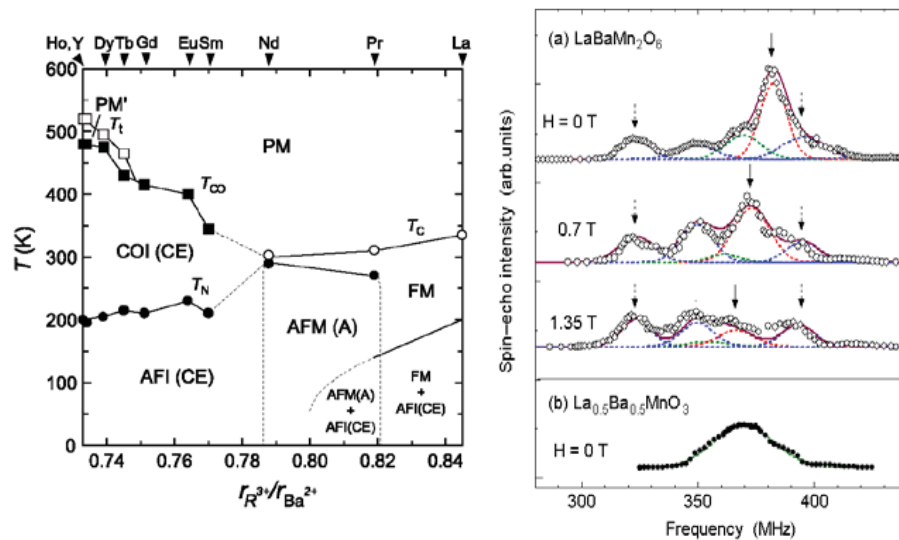 Ho,Y Dy Tb Gd Eu Sm Nd Pr La
600
500
400
300
200
100
0
T (K)
PM'
T_t
PM
T_CO
COI (CE)
T_C
T_N
FM
AFM (A)
AFI (CE)
AFM(A)
+
AFI(CE)
FM
+
AFI(CE)
0.74 0.76 0.78 0.80 0.82 0.84
r_R³⁺/r_Ba²⁺
(a) LaBaMn₂O₆
H = 0 T
0.7 T
1.35 T
(b) La₀.₅Ba₀.₅MnO₃
H = 0 T
Spin-echo intensity (arb.units)
300 350 400
Frequency (MHz)